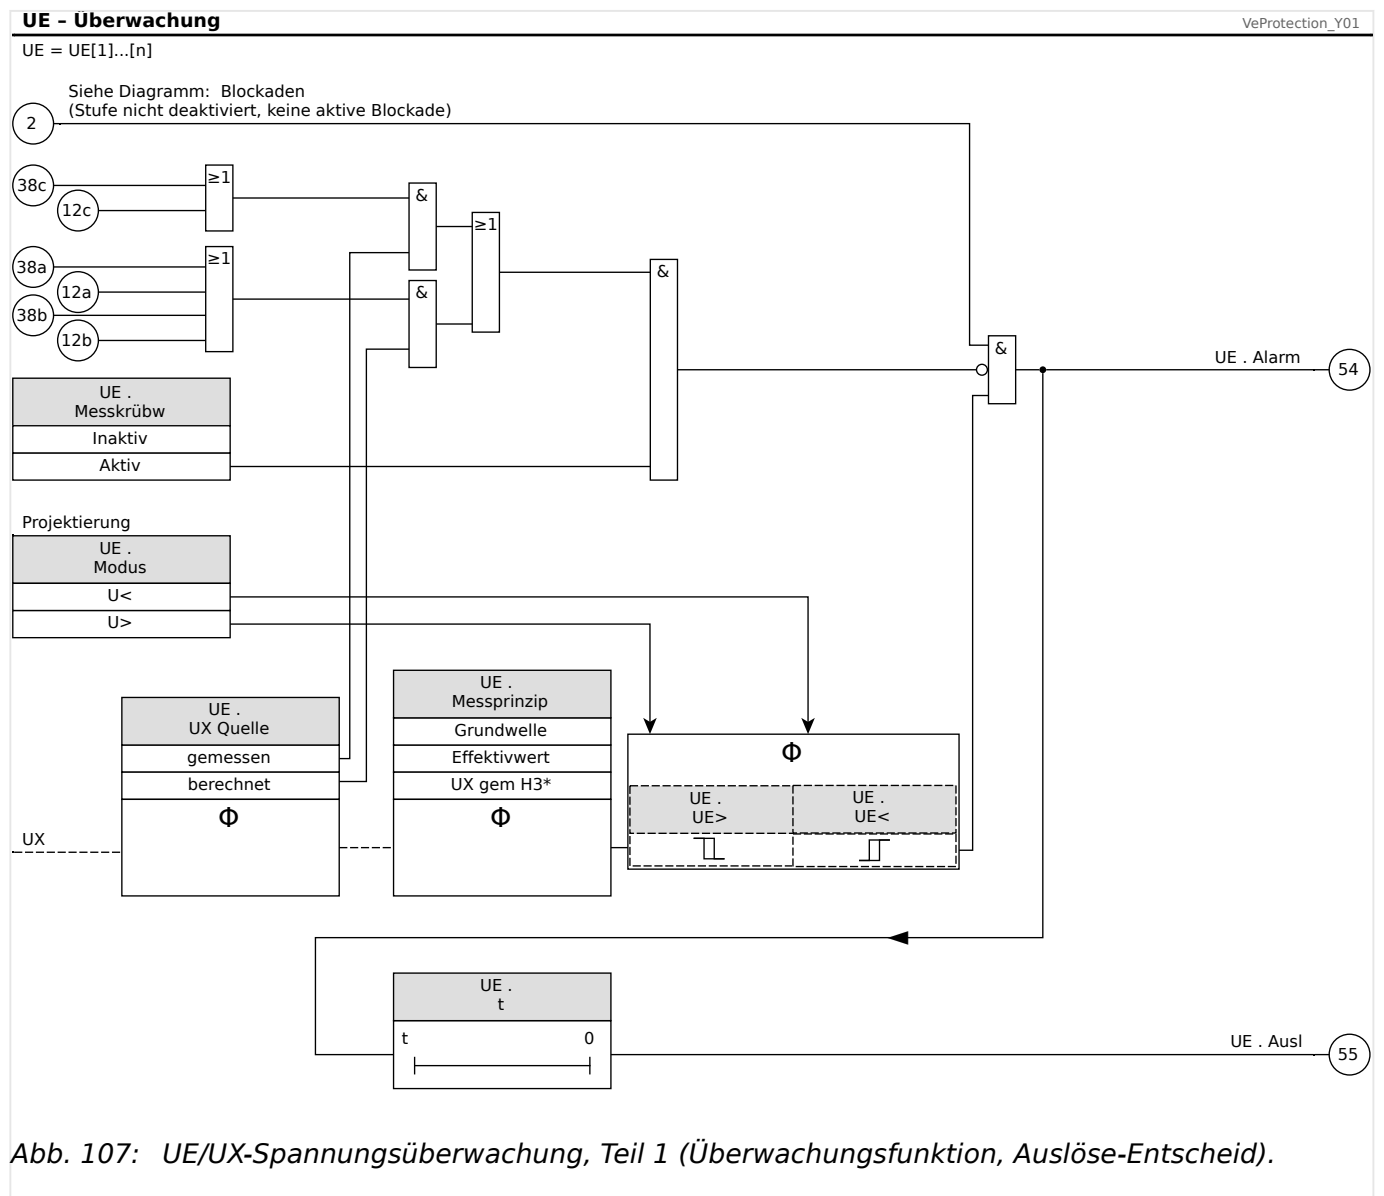 UE – Überwachung
VeProtection_Y01
UE = UE[1]...[n]
Siehe Diagramm: Blockaden
(Stufe nicht deaktiviert, keine aktive Blockade)
2
38c
≥1
12c
&
≥1
38a
≥1
12a
38b
12b
&
&
&
UE . Alarm
54
UE .
Messkrübw
Inaktiv
Aktiv
Projektierung
UE .
Modus
U<
U>
UE .
UX Quelle
gemessen
berechnet
Φ
UX
UE .
Messprinzip
Grundwelle
Effektivwert
UX gem H3*
Φ
Φ
UE .
UE>
UE .
UE<
UE .
t
t
0
UE . Ausl
55
Abb. 107: UE/UX-Spannungsüberwachung, Teil 1 (Überwachungsfunktion, Auslöse-Entscheid).